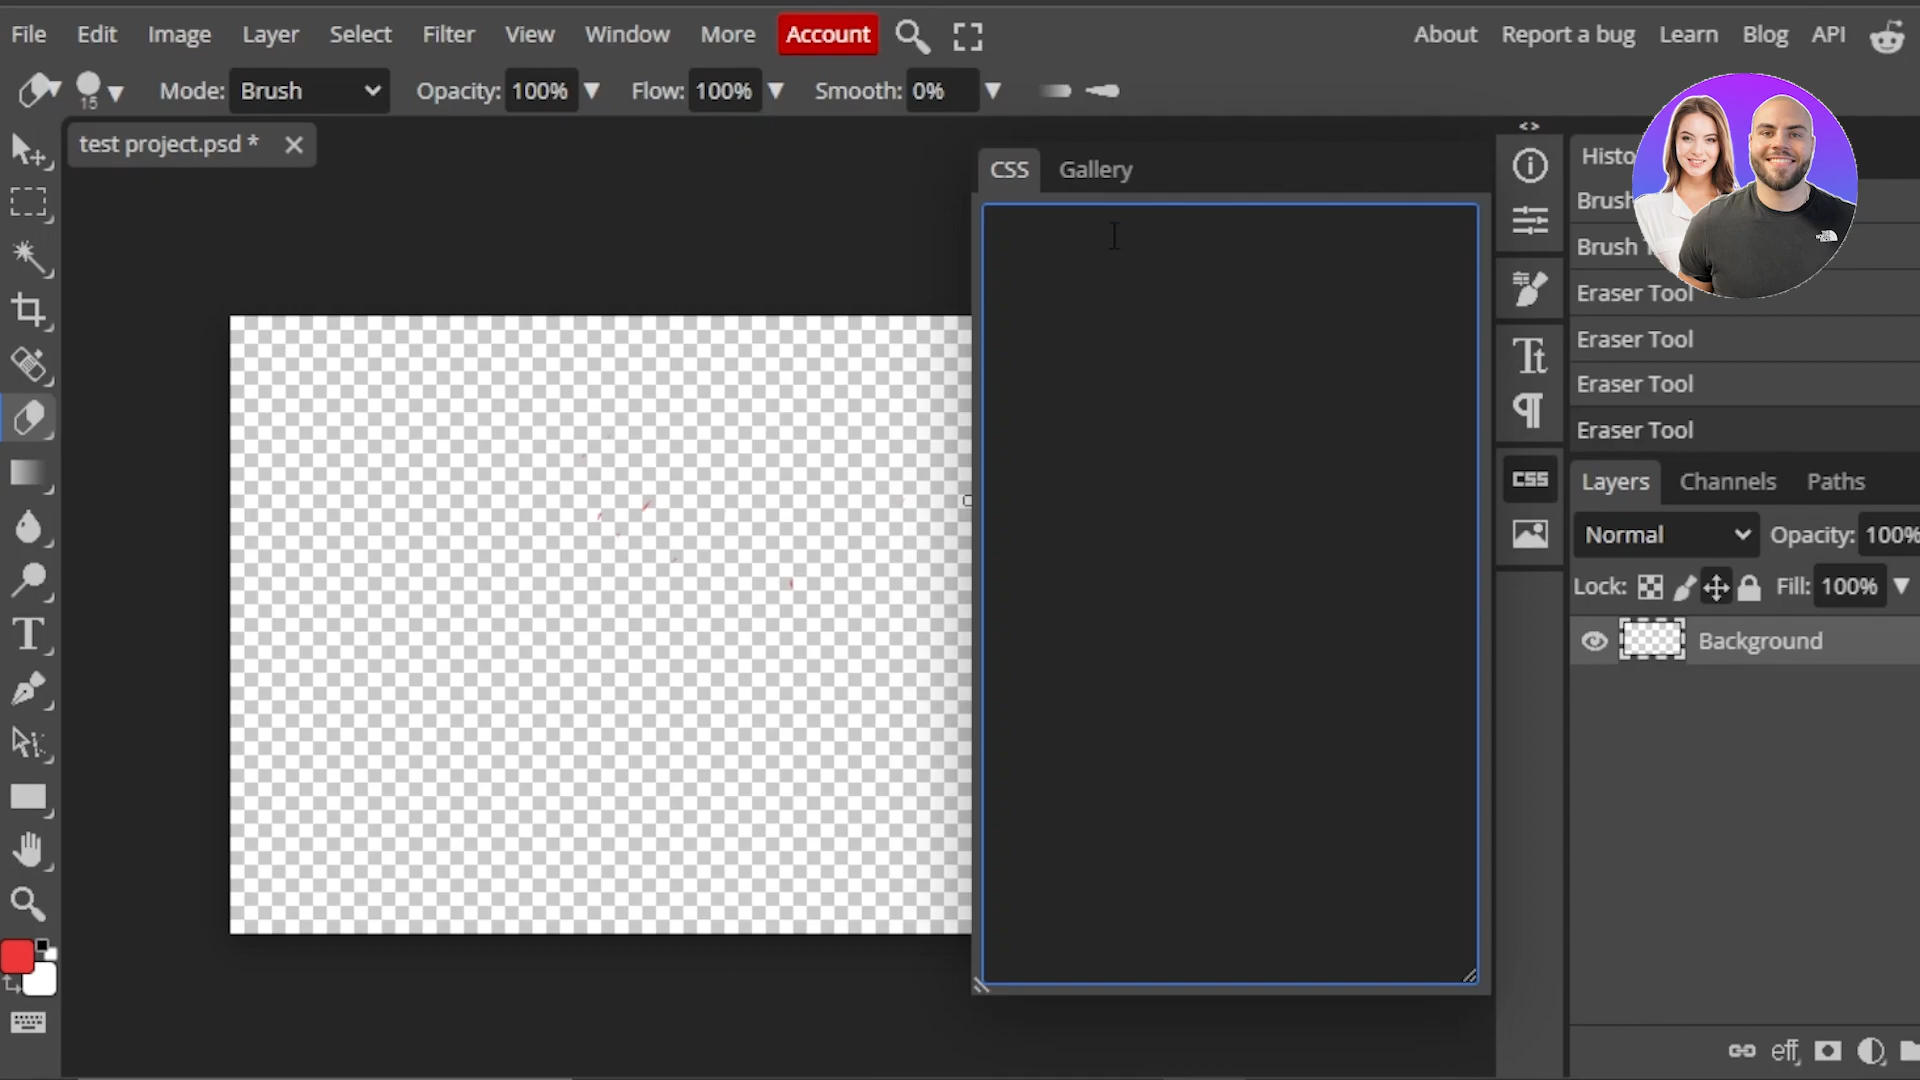 File Edit Image Layer Select Filter View Window More Account About Report a bug Learn Blog API
15 Mode: Brush Opacity: 100% Flow: 100% Smooth: 0%
test project.psd *
CSS Gallery
Histo
Brush
Brush T
Eraser Tool
Eraser Tool
Eraser Tool
Eraser Tool
CSS
Layers Channels Paths
Normal Opacity: 100%
Lock: Fill: 100%
Background
eff